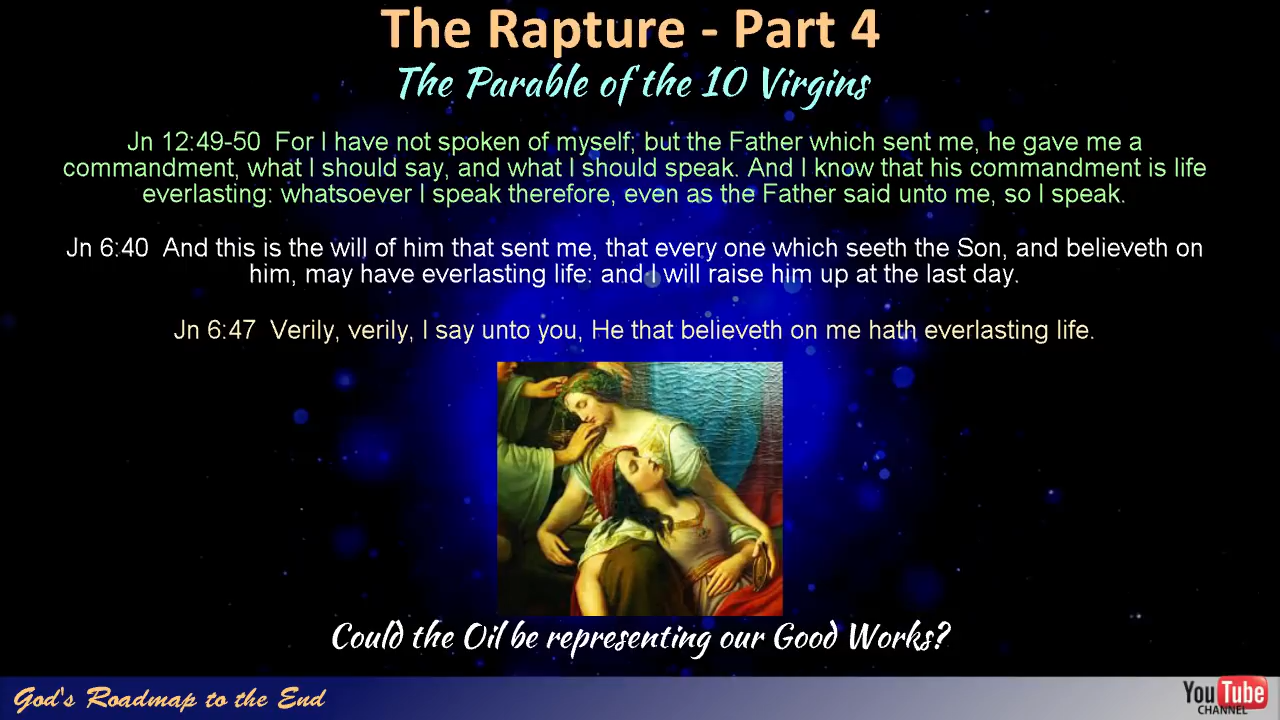 The Rapture - Part 4
The Parable of the 10 Virgins
Jn 12:49-50 For I have not spoken of myself; but the Father which sent me, he gave me a
commandment, what I should say, and what I should speak. And I know that his commandment is life
everlasting: whatsoever I speak therefore, even as the Father said unto me, so I speak.
Jn 6:40 And this is the will of him that sent me, that every one which seeth the Son, and believeth on
him, may have everlasting life: and I will raise him up at the last day.
Jn 6:47 Verily, verily, I say unto you, He that believeth on me hath everlasting life.
Could the Oil be representing our Good Works?
God's Roadmap to the End
YouTube
CHANNEL